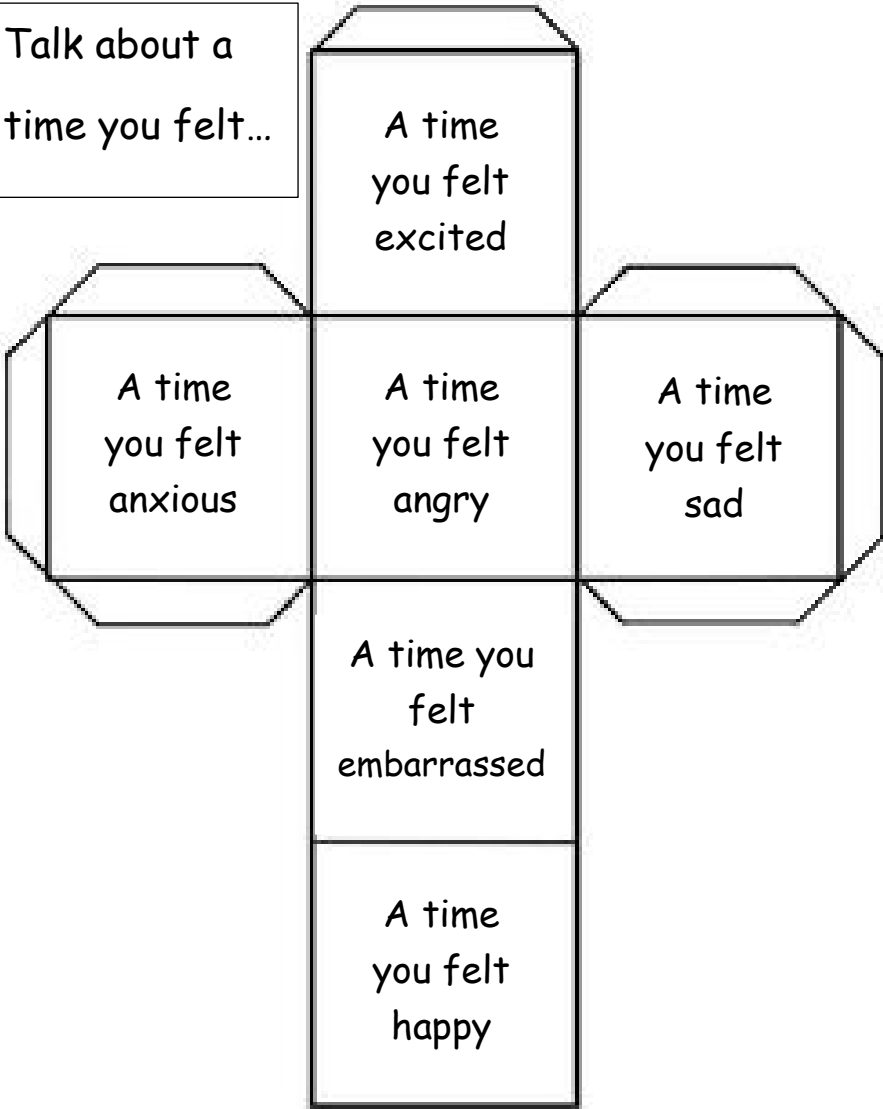 Talk about a
time you felt...
A time
you felt
excited
A time
you felt
anxious
A time
you felt
angry
A time
you felt
sad
A time you
felt
embarrassed
A time
you felt
happy